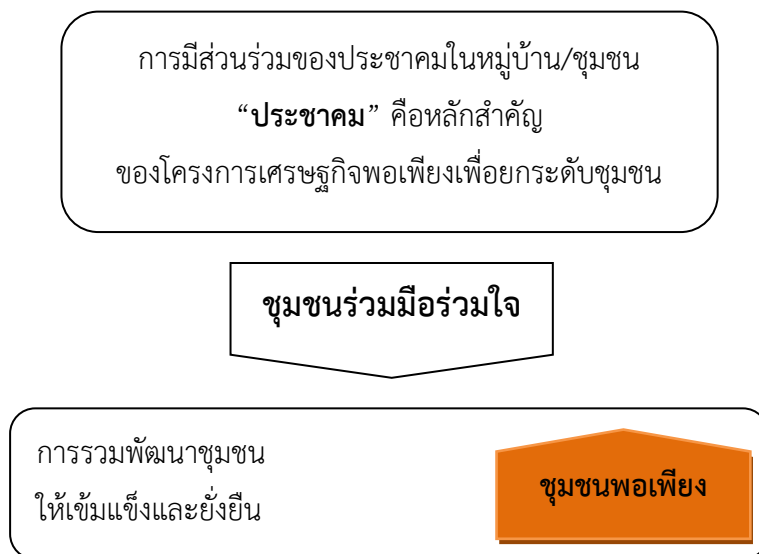 การมีส่วนร่วมของประชาคมในหมู่บ้าน/ชุมชน
“ประชาคม” คือหลักสำคัญ
ของโครงการเศรษฐกิจพอเพียงเพื่อยกระดับชุมชน
ชุมชนร่วมมือร่วมใจ
การรวมพัฒนาชุมชน
ให้เข้มแข็งและยั่งยืน
ชุมชนพอเพียง